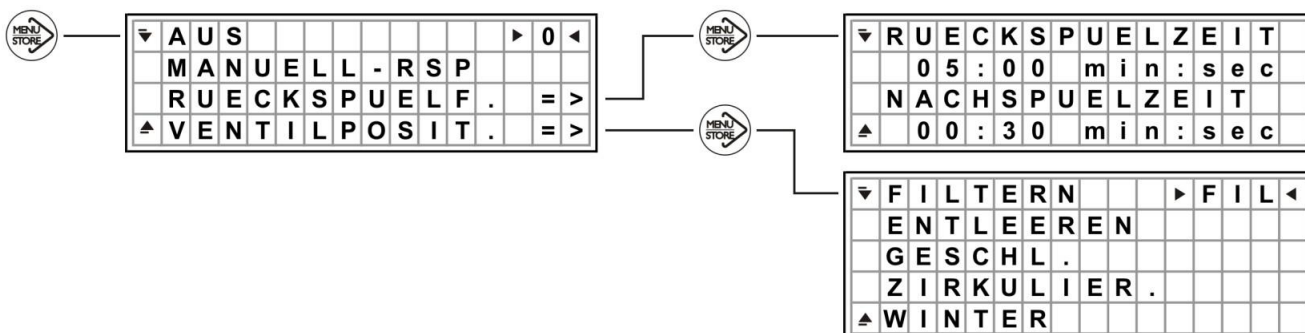 MENU
STORE
AUS 0
MANUELL-RSP
RUECKSPUELF. =>
VENTILPOSIT. =>
MENU
STORE
RUECKSPUELZEIT
05:00 min:sec
NACHSPUELZEIT
00:30 min:sec
MENU
STORE
FILTERN FIL
ENTLEEREN
GESCHL.
ZIRKULIER.
WINTER